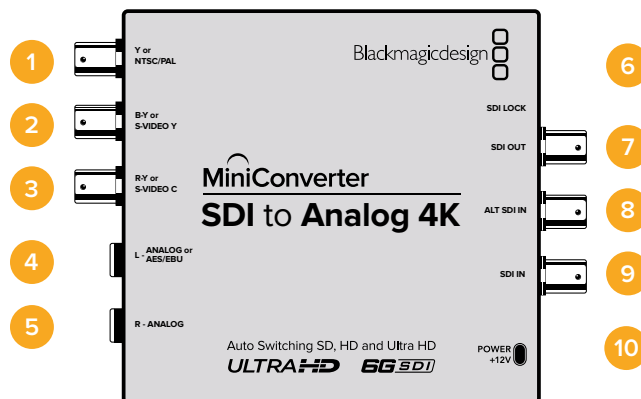 1
Y or
NTSC/PAL
2
B-Y or
S-VIDEO Y
3
R-Y or
S-VIDEO C
4
L - ANALOG or
AES/EBU
5
R - ANALOG
Blackmagicdesign
MiniConverter
SDI to Analog 4K
Auto Switching SD, HD and Ultra HD
ULTRA HD 6G SDI
6
SDI LOCK
7
SDI OUT
8
ALT SDI IN
9
SDI IN
10
POWER
+12V